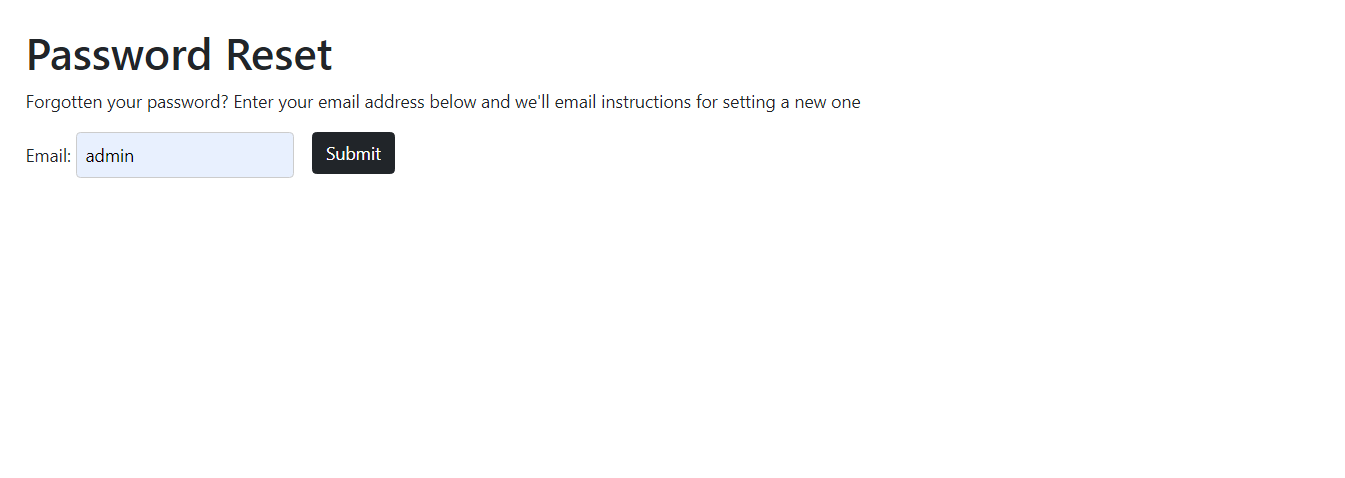 Password Reset
Forgotten your password? Enter your email address below and we'll email instructions for setting a new one
Email: admin Submit